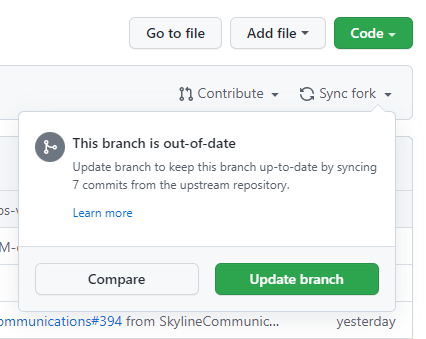 Go to file Add file Code
Contribute Sync fork
This branch is out-of-date
Update branch to keep this branch up-to-date by syncing
7 commits from the upstream repository.
Learn more
Compare Update branch
ommunications#394 from SkylineCommunic... yesterday